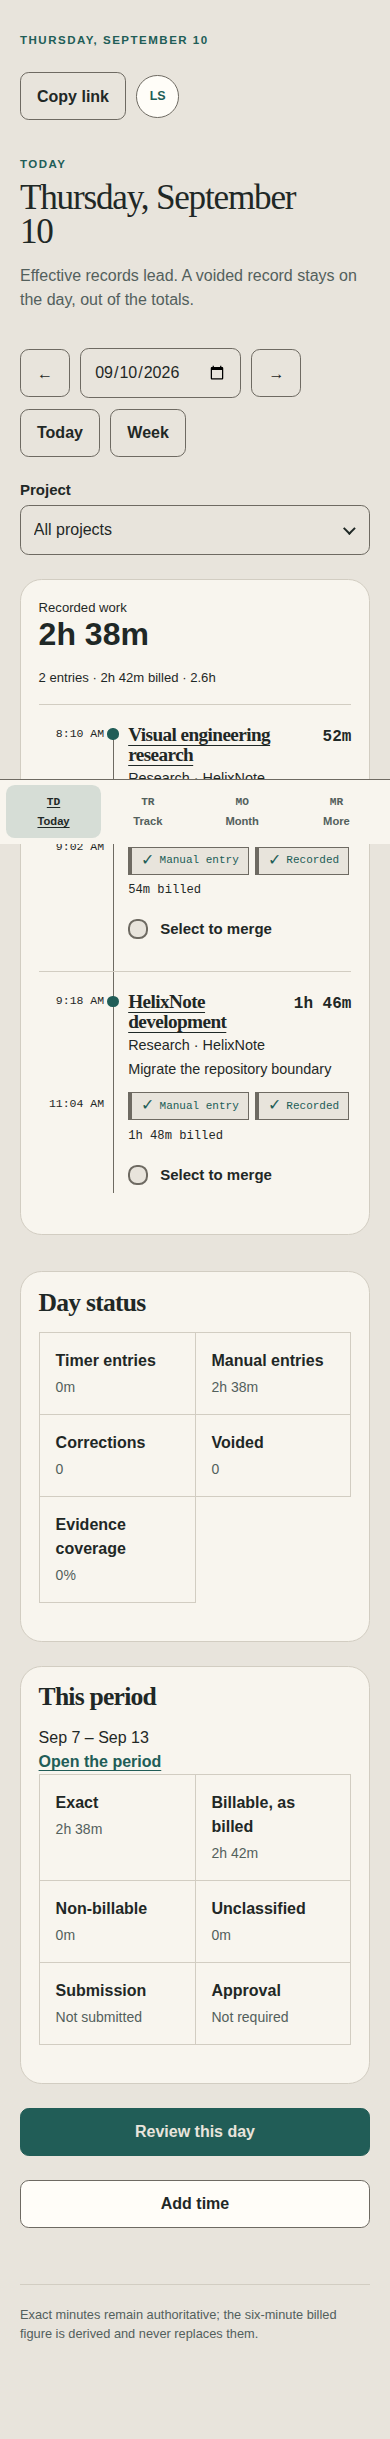 THURSDAY, SEPTEMBER 10
Copy link
LS
TODAY
Thursday, September
10
Effective records lead. A voided record stays on
the day, out of the totals.
←
09/10/2026
→
Today
Week
Project
All projects
Recorded work
2h 38m
2 entries · 2h 42m billed · 2.6h
8:10 AM
Visual engineering
research
52m
Research · HelixNote
TD
Today
TR
Track
MO
Month
MR
More
9:02 AM
✓ Manual entry
✓ Recorded
54m billed
Select to merge
9:18 AM
HelixNote
development
1h 46m
Research · HelixNote
Migrate the repository boundary
11:04 AM
✓ Manual entry
✓ Recorded
1h 48m billed
Select to merge
Day status
Timer entries
0m
Manual entries
2h 38m
Corrections
0
Voided
0
Evidence
coverage
0%
This period
Sep 7 – Sep 13
Open the period
Exact
2h 38m
Billable, as
billed
2h 42m
Non-billable
0m
Unclassified
0m
Submission
Not submitted
Approval
Not required
Review this day
Add time
Exact minutes remain authoritative; the six-minute billed
figure is derived and never replaces them.